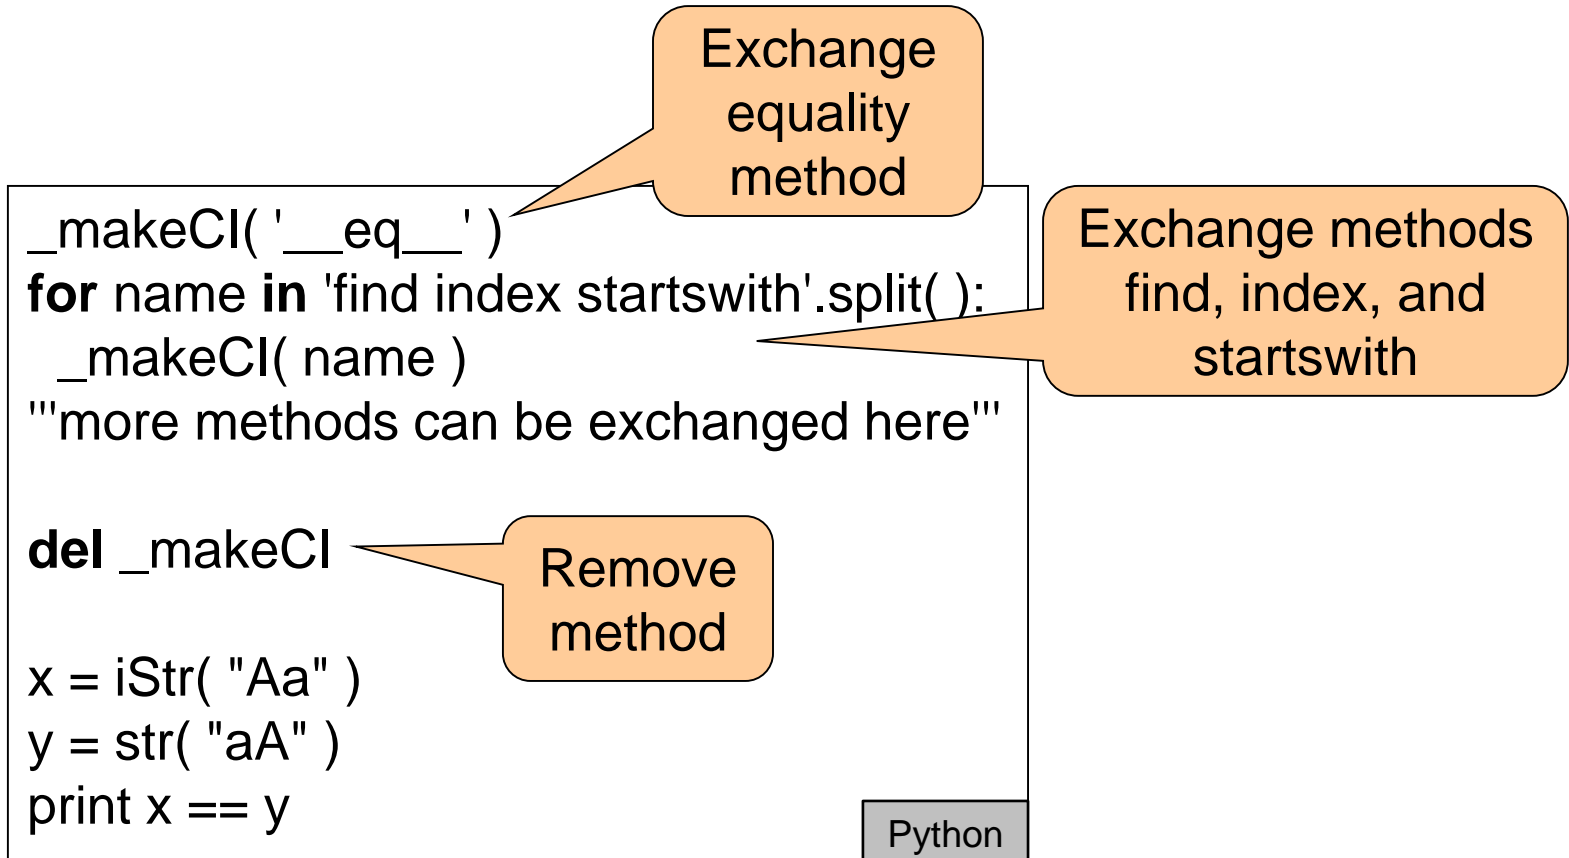 Exchange
equality
method
_makeCI( '__eq__' )
for name in 'find index startswith'.split( ):
_makeCI( name )
'''more methods can be exchanged here'''
Exchange methods
find, index, and
startswith
del _makeCI
Remove
method
x = iStr( "Aa" )
y = str( "aA" )
print x == y
Python